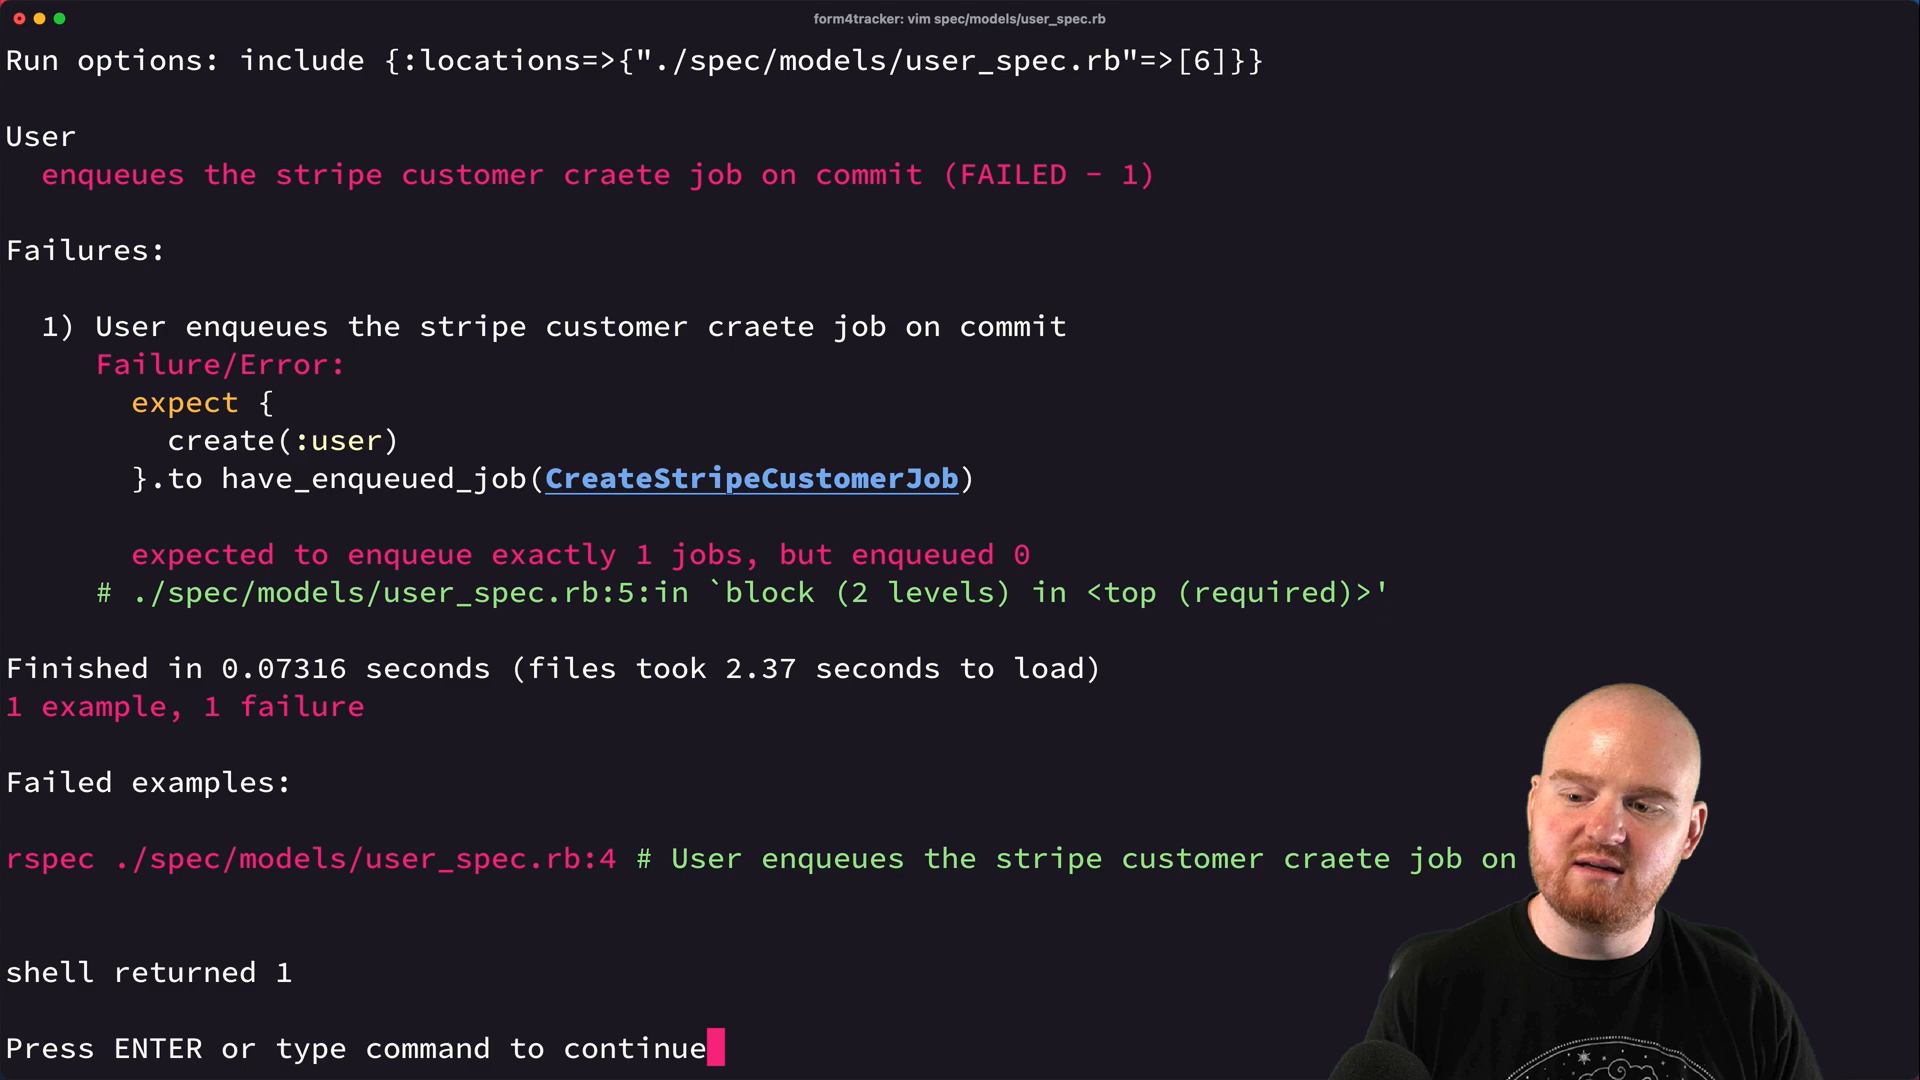 form4tracker: vim spec/models/user_spec.rb
Run options: include {:locations=>{"./spec/models/user_spec.rb"=>[6]}}
User
enqueues the stripe customer craete job on commit (FAILED - 1)
Failures:
1) User enqueues the stripe customer craete job on commit
Failure/Error:
expect {
create(:user)
}.to have_enqueued_job(CreateStripeCustomerJob)
expected to enqueue exactly 1 jobs, but enqueued 0
# ./spec/models/user_spec.rb:5:in `block (2 levels) in <top (required)>'
Finished in 0.07316 seconds (files took 2.37 seconds to load)
1 example, 1 failure
Failed examples:
rspec ./spec/models/user_spec.rb:4 # User enqueues the stripe customer craete job on
shell returned 1
Press ENTER or type command to continue